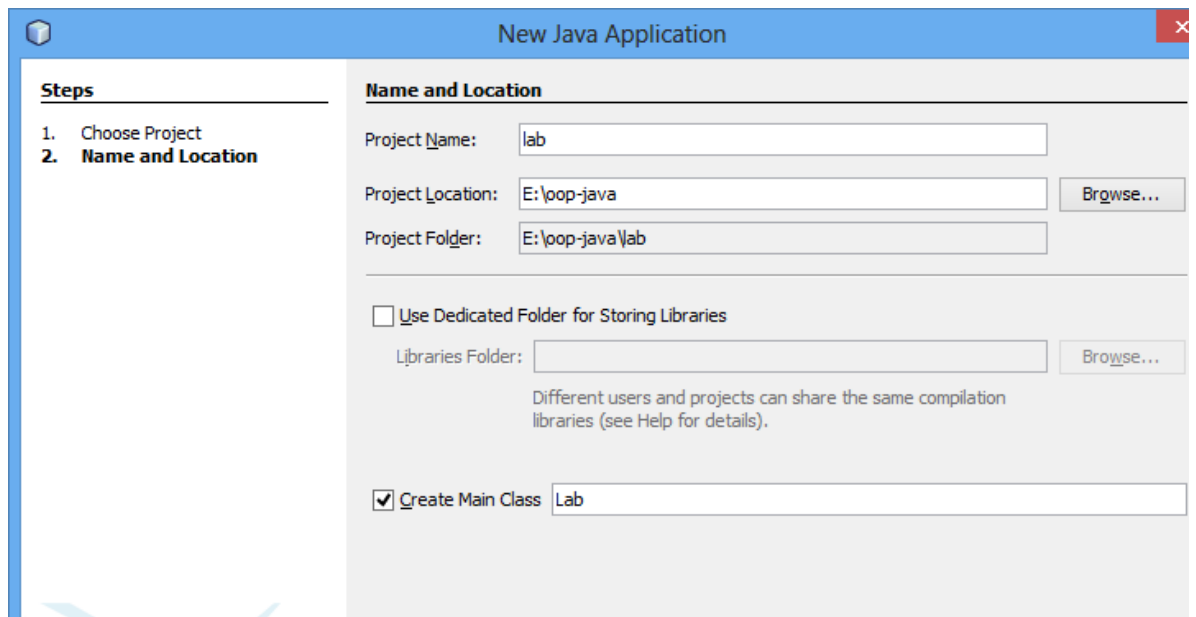 New Java Application
Steps
1. Choose Project
2. Name and Location
Name and Location
Project Name: lab
Project Location: E:\oop-java Browse...
Project Folder: E:\oop-java\lab
Use Dedicated Folder for Storing Libraries
Libraries Folder: Browse...
Different users and projects can share the same compilation
libraries (see Help for details).
Create Main Class Lab